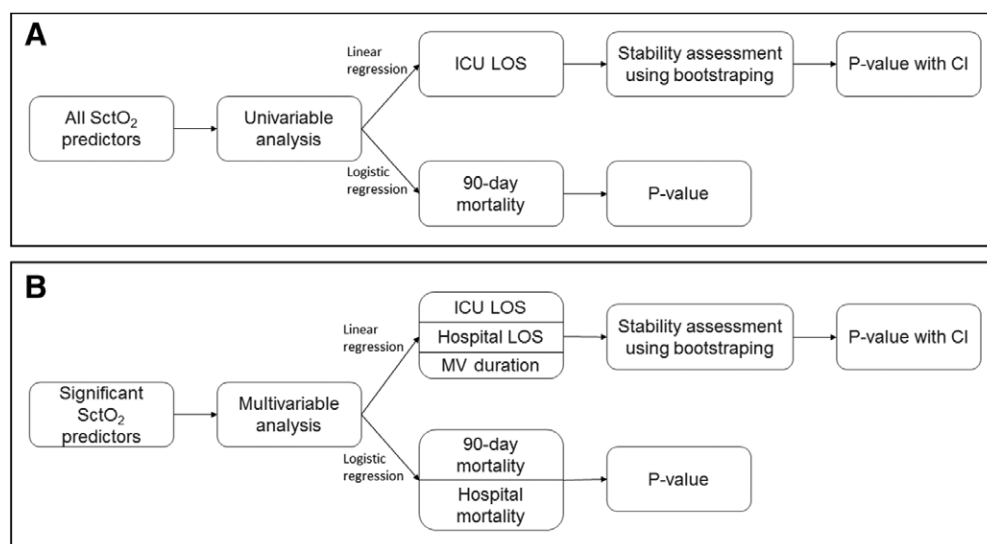 A
All SctO₂
predictors
Univariable
analysis
Linear
regression
Logistic
regression
ICU LOS
Stability assessment
using bootstraping
P-value with CI
90-day
mortality
P-value
B
Significant
SctO₂
predictors
Multivariable
analysis
Linear
regression
Logistic
regression
ICU LOS
Hospital LOS
MV duration
Stability assessment
using bootstraping
P-value with CI
90-day
mortality
Hospital
mortality
P-value